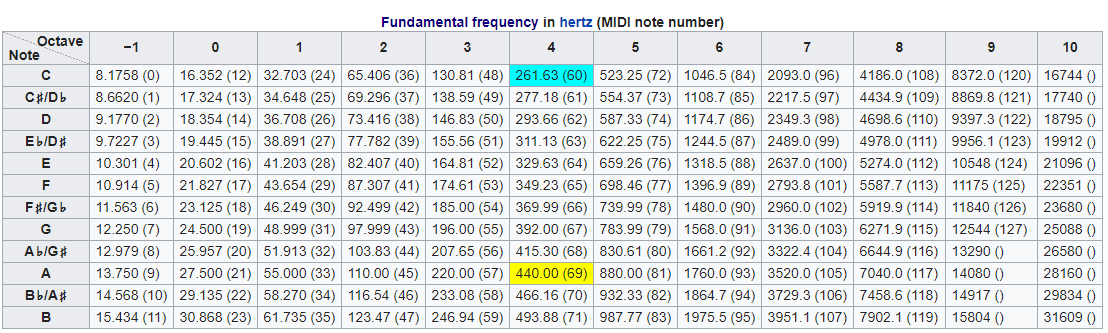 Fundamental frequency in hertz (MIDI note number)
Octave
Note −1 0 1 2 3 4 5 6 7 8 9 10
C 8.1758 (0) 16.352 (12) 32.703 (24) 65.406 (36) 130.81 (48) 261.63 (60) 523.25 (72) 1046.5 (84) 2093.0 (96) 4186.0 (108) 8372.0 (120) 16744 ()
C♯/D♭ 8.6620 (1) 17.324 (13) 34.648 (25) 69.296 (37) 138.59 (49) 277.18 (61) 554.37 (73) 1108.7 (85) 2217.5 (97) 4434.9 (109) 8869.8 (121) 17740 ()
D 9.1770 (2) 18.354 (14) 36.708 (26) 73.416 (38) 146.83 (50) 293.66 (62) 587.33 (74) 1174.7 (86) 2349.3 (98) 4698.6 (110) 9397.3 (122) 18795 ()
E♭/D♯ 9.7227 (3) 19.445 (15) 38.891 (27) 77.782 (39) 155.56 (51) 311.13 (63) 622.25 (75) 1244.5 (87) 2489.0 (99) 4978.0 (111) 9956.1 (123) 19912 ()
E 10.301 (4) 20.602 (16) 41.203 (28) 82.407 (40) 164.81 (52) 329.63 (64) 659.26 (76) 1318.5 (88) 2637.0 (100) 5274.0 (112) 10548 (124) 21096 ()
F 10.914 (5) 21.827 (17) 43.654 (29) 87.307 (41) 174.61 (53) 349.23 (65) 698.46 (77) 1396.9 (89) 2793.8 (101) 5587.7 (113) 11175 (125) 22351 ()
F♯/G♭ 11.563 (6) 23.125 (18) 46.249 (30) 92.499 (42) 185.00 (54) 369.99 (66) 739.99 (78) 1480.0 (90) 2960.0 (102) 5919.9 (114) 11840 (126) 23680 ()
G 12.250 (7) 24.500 (19) 48.999 (31) 97.999 (43) 196.00 (55) 392.00 (67) 783.99 (79) 1568.0 (91) 3136.0 (103) 6271.9 (115) 12544 (127) 25088 ()
A♭/G♯ 12.979 (8) 25.957 (20) 51.913 (32) 103.83 (44) 207.65 (56) 415.30 (68) 830.61 (80) 1661.2 (92) 3322.4 (104) 6644.9 (116) 13290 () 26580 ()
A 13.750 (9) 27.500 (21) 55.000 (33) 110.00 (45) 220.00 (57) 440.00 (69) 880.00 (81) 1760.0 (93) 3520.0 (105) 7040.0 (117) 14080 () 28160 ()
B♭/A♯ 14.568 (10) 29.135 (22) 58.270 (34) 116.54 (46) 233.08 (58) 466.16 (70) 932.33 (82) 1864.7 (94) 3729.3 (106) 7458.6 (118) 14917 () 29834 ()
B 15.434 (11) 30.868 (23) 61.735 (35) 123.47 (47) 246.94 (59) 493.88 (71) 987.77 (83) 1975.5 (95) 3951.1 (107) 7902.1 (119) 15804 () 31609 ()